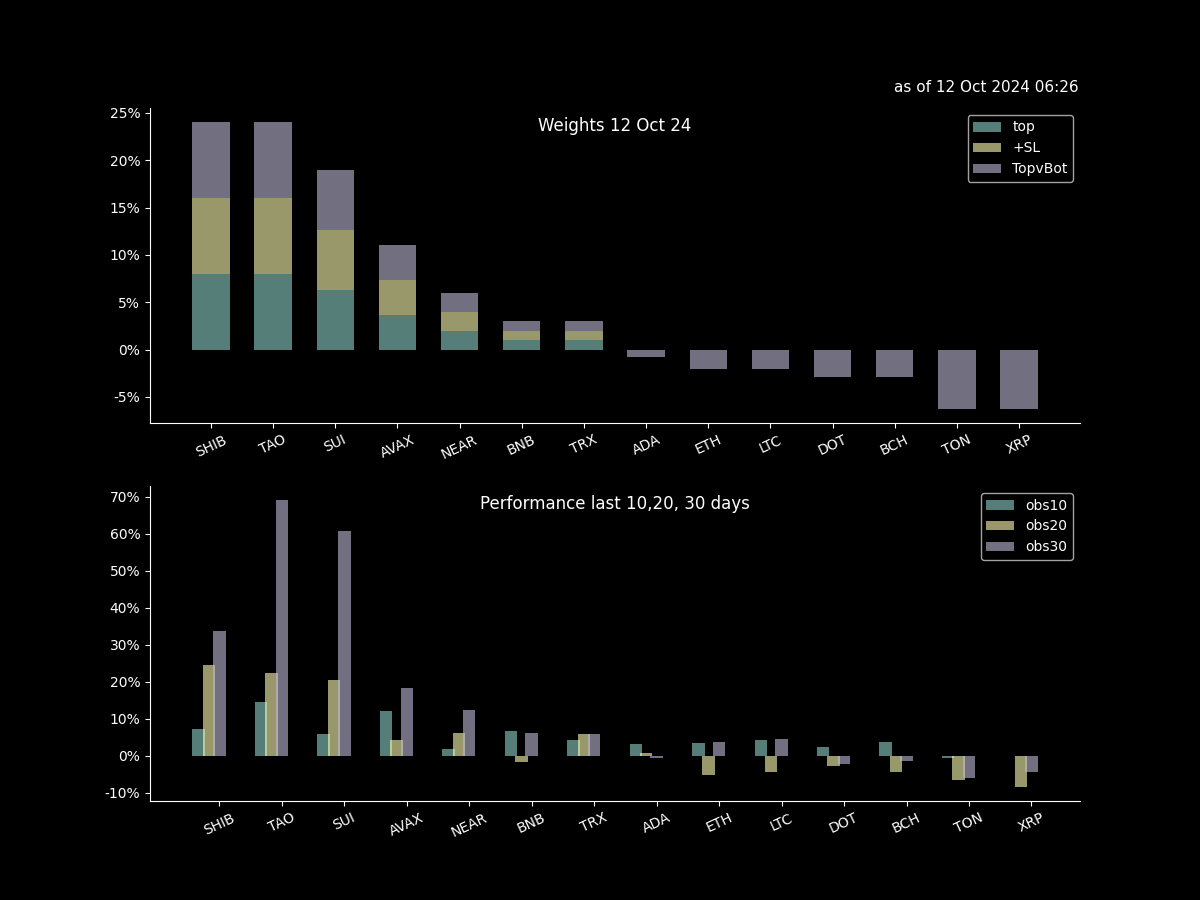 as of 12 Oct 2024 06:26
Weights 12 Oct 24
25%
20%
15%
10%
5%
0%
-5%
top
+SL
TopvBot
SHIB TAO SUI AVAX NEAR BNB TRX ADA ETH LTC DOT BCH TON XRP
Performance last 10,20, 30 days
70%
60%
50%
40%
30%
20%
10%
0%
-10%
obs10
obs20
obs30
SHIB TAO SUI AVAX NEAR BNB TRX ADA ETH LTC DOT BCH TON XRP